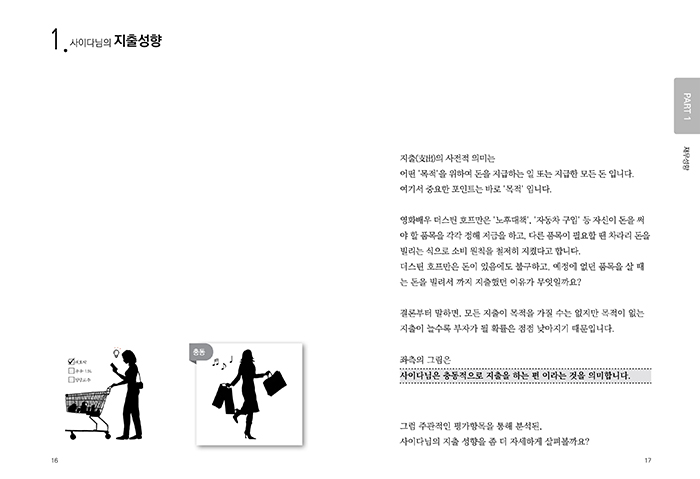 1. 사이다님의 지출성향
충동
16
PART 1
재무성향
지출(支出)의 사전적 의미는
어떤 '목적'을 위하여 돈을 지급하는 일 또는 지급한 모든 돈 입니다.
여기서 중요한 포인트는 바로 '목적' 입니다.
영화배우 더스틴 호프만은 '노후대책', '자동차 구입' 등 자신이 돈을 써
야 할 품목을 각각 정해 저금을 하고, 다른 품목이 필요할 땐 차라리 돈을
빌리는 식으로 소비 원칙을 철저히 지켰다고 합니다.
더스틴 호프만은 돈이 있음에도 불구하고, 예정에 없던 품목을 살 때
는 돈을 빌려서 까지 지출했던 이유가 무엇일까요?
결론부터 말하면, 모든 지출이 목적을 가질 수는 없지만 목적이 없는
지출이 늘수록 부자가 될 확률은 점점 낮아지기 때문입니다.
좌측의 그림은
사이다님은 충동적으로 지출을 하는 편 이라는 것을 의미합니다.
그럼 주관적인 평가항목을 통해 분석된,
사이다님의 지출 성향을 좀 더 자세하게 살펴볼까요?
17